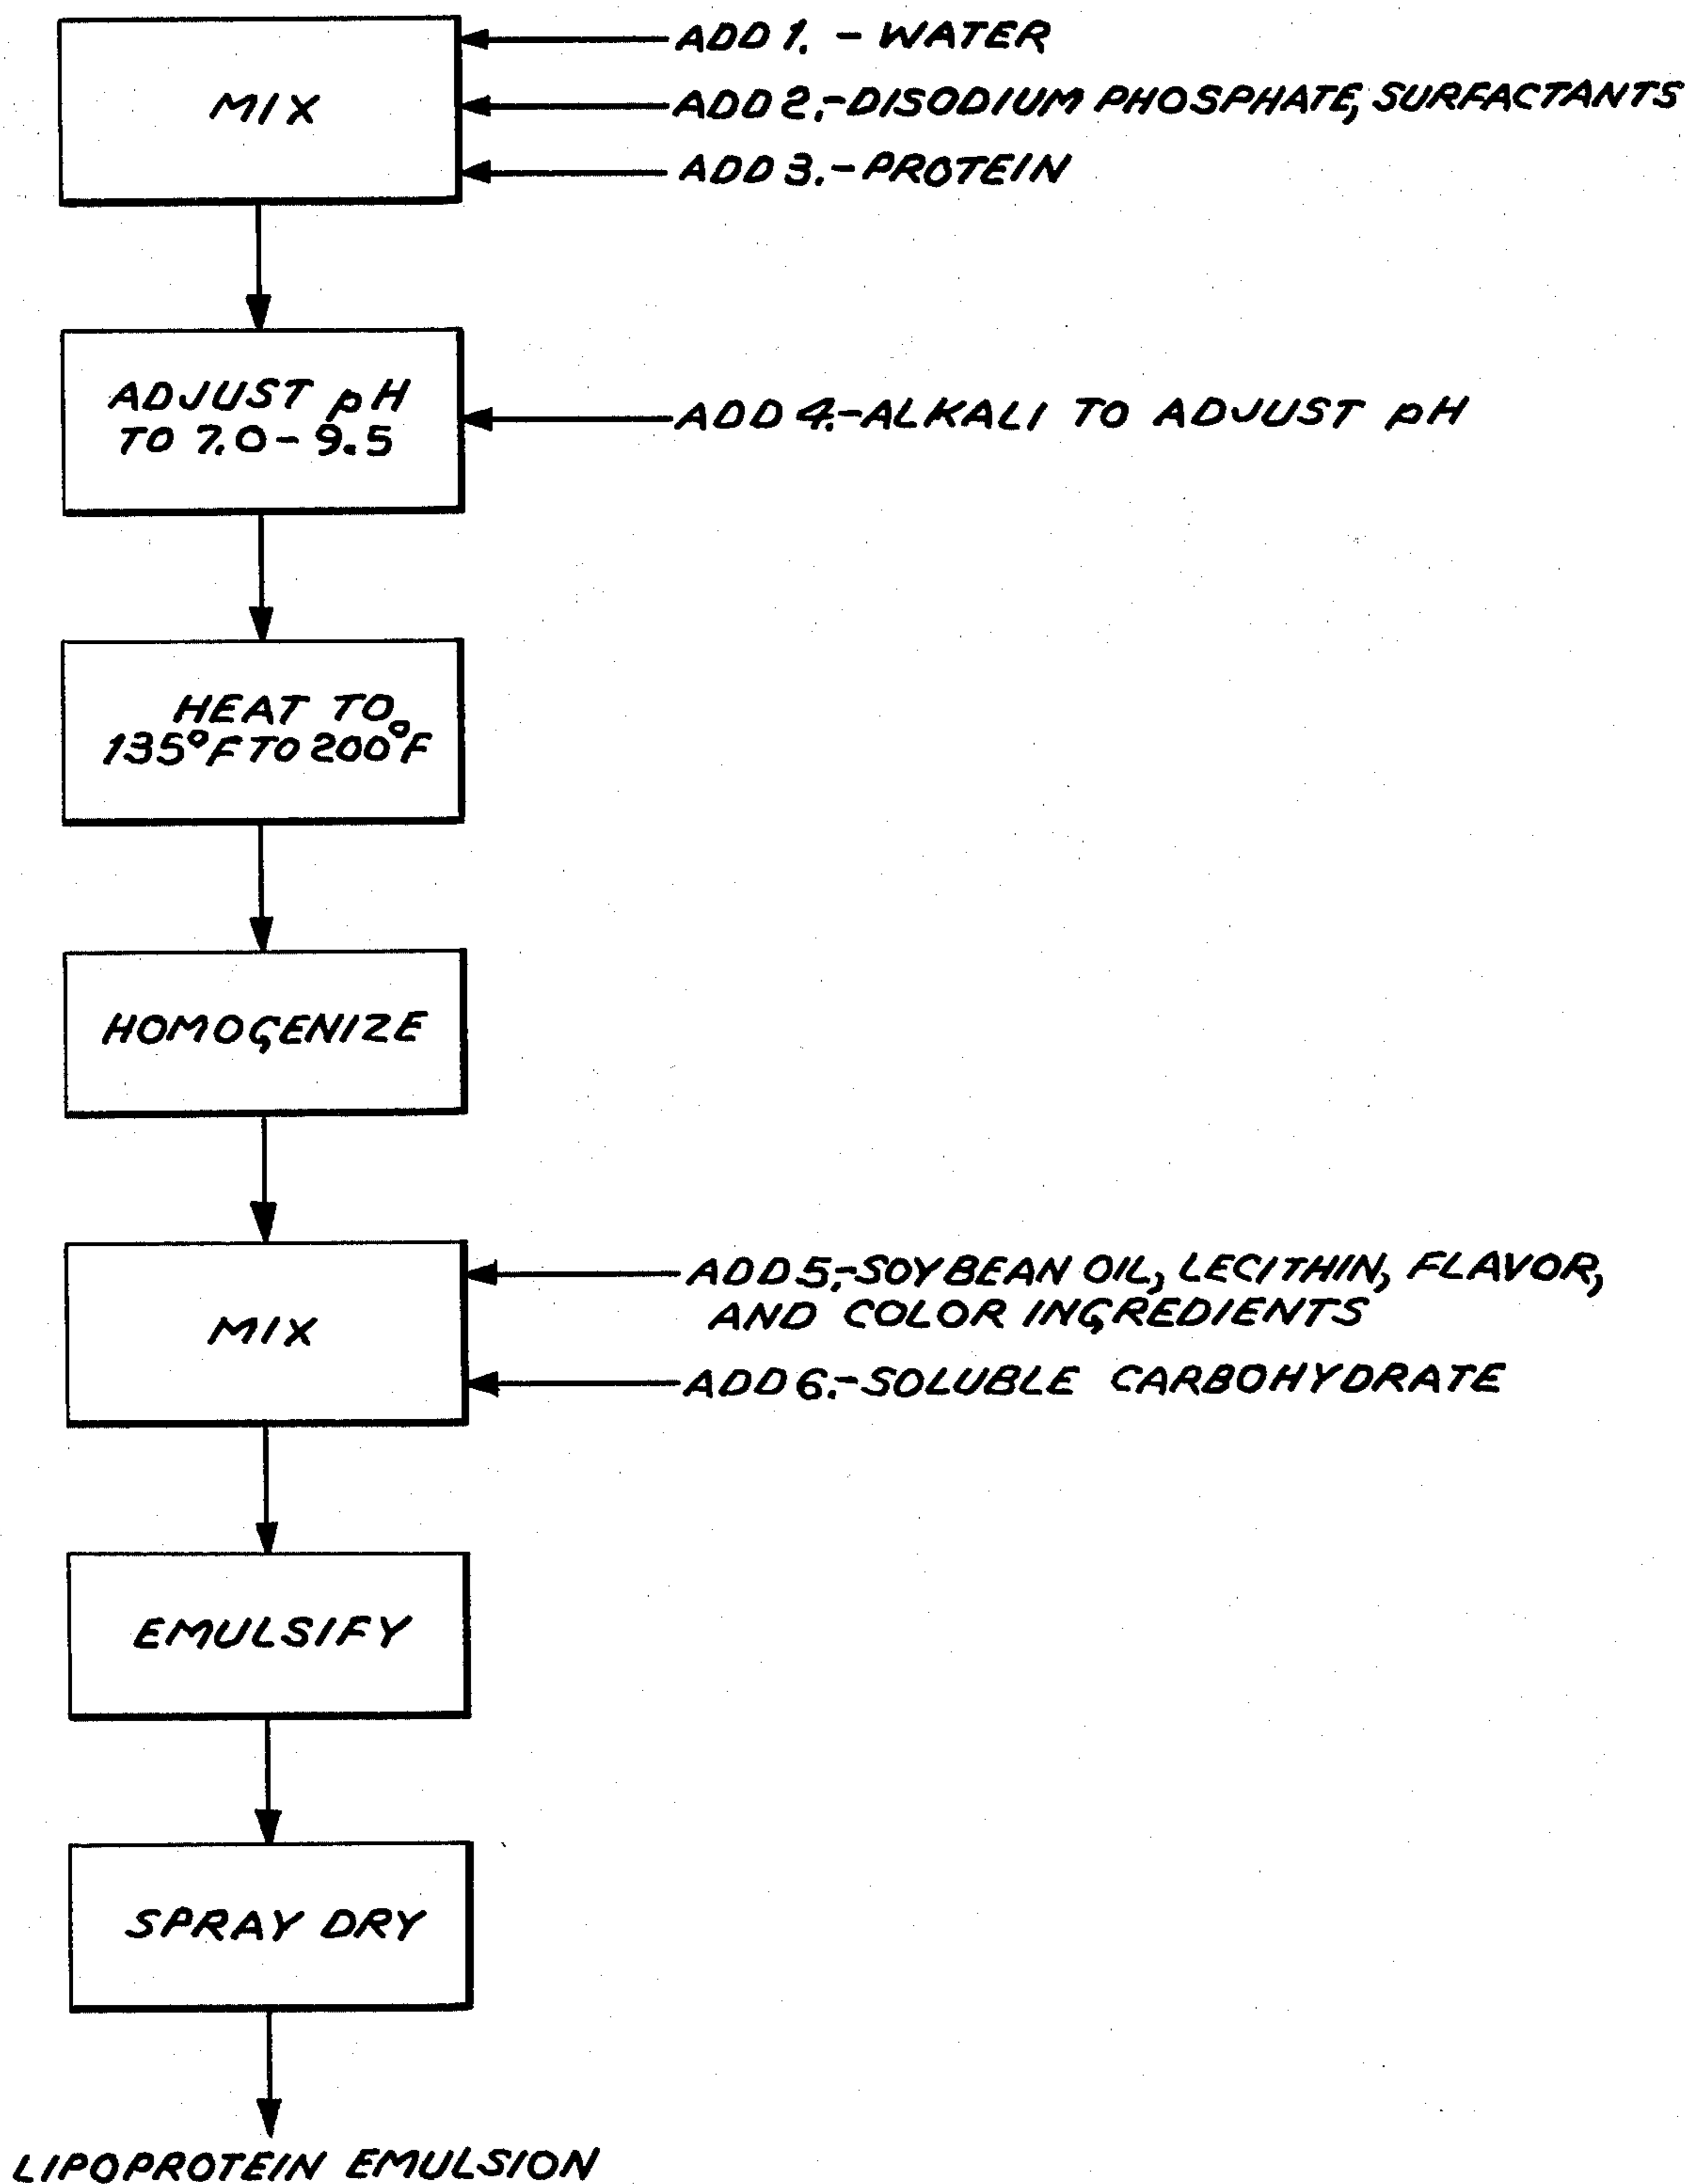 MIX
ADD 1. - WATER
ADD 2.-DISODIUM PHOSPHATE, SURFACTANTS
ADD 3.-PROTEIN
ADJUST pH
TO 7.0-9.5
ADD 4.-ALKALI TO ADJUST pH
HEAT TO
135°F TO 200°F
HOMOGENIZE
MIX
ADD 5.-SOYBEAN OIL, LECITHIN, FLAVOR,
AND COLOR INGREDIENTS
ADD 6.-SOLUBLE CARBOHYDRATE
EMULSIFY
SPRAY DRY
LIPOPROTEIN EMULSION